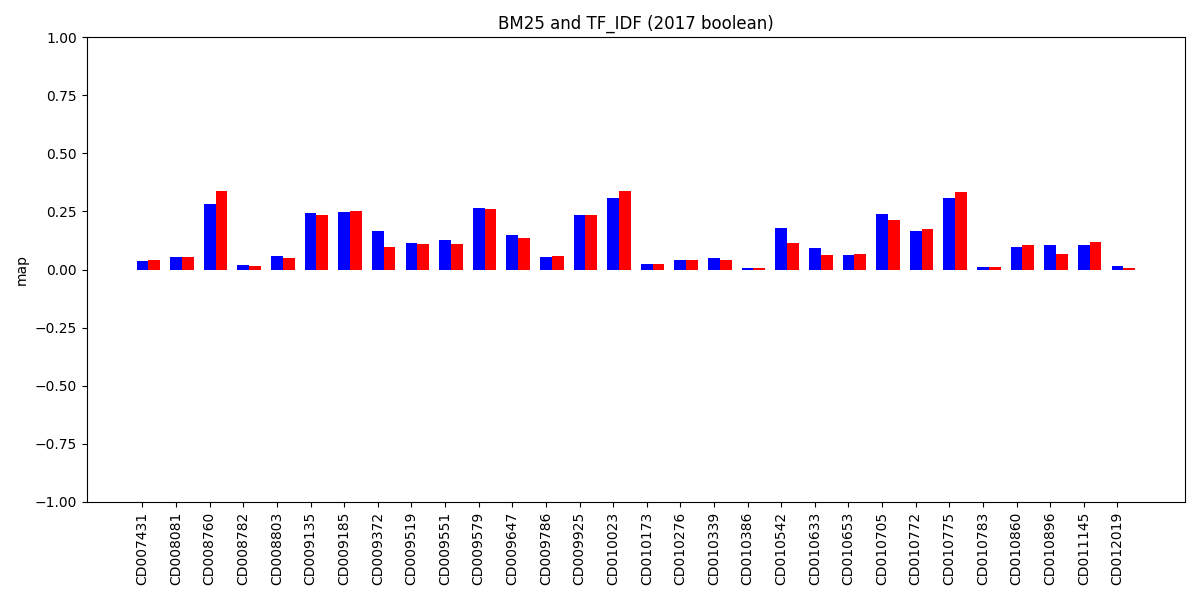 BM25 and TF_IDF (2017 boolean)
1.00
0.75
0.50
0.25
0.00
−0.25
−0.50
−0.75
−1.00
map
CD007431
CD008081
CD008760
CD008782
CD008803
CD009135
CD009185
CD009372
CD009519
CD009551
CD009579
CD009647
CD009786
CD009925
CD010023
CD010173
CD010276
CD010339
CD010386
CD010542
CD010633
CD010653
CD010705
CD010772
CD010775
CD010783
CD010860
CD010896
CD011145
CD012019